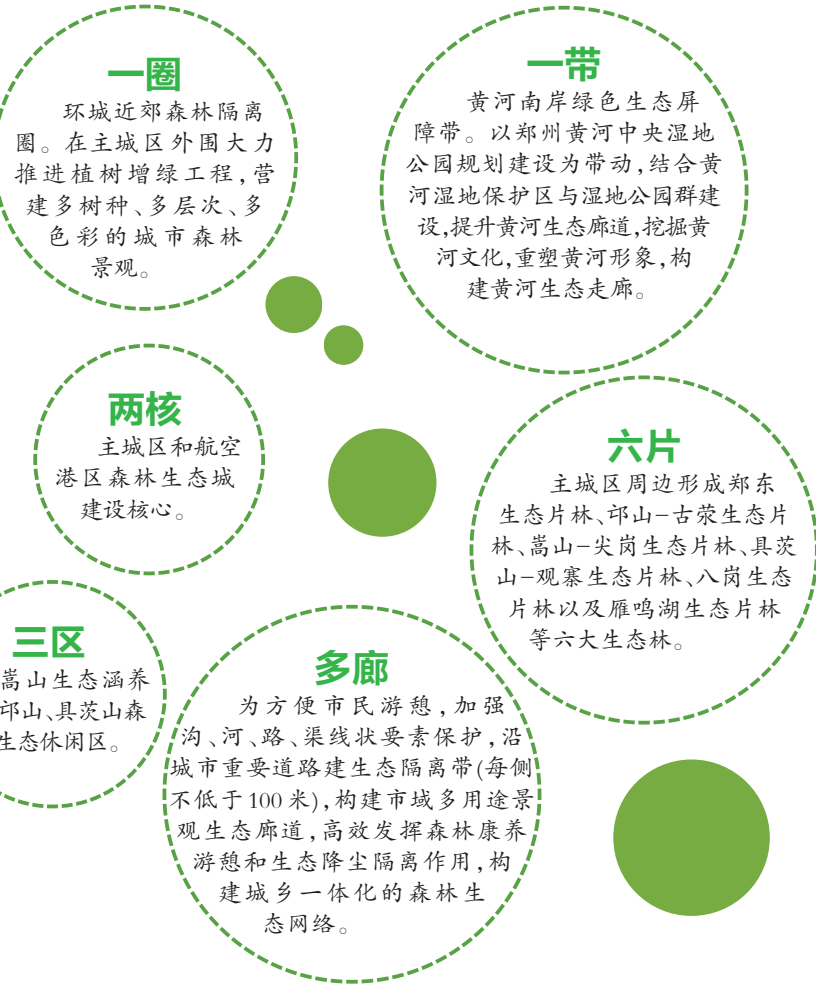 一圈
环城近郊森林隔离
圈。在主城区外围大力
推进植树增绿工程,营
建多树种、多层次、多
色彩的城市森林
景观。
一带
黄河南岸绿色生态屏
障带。以郑州黄河中央湿地
公园规划建设为带动,结合黄
河湿地保护区与湿地公园群建
设,提升黄河生态廊道,挖掘黄
河文化,重塑黄河形象,构
建黄河生态走廊。
两核
主城区和航空
港区森林生态城
建设核心。
六片
主城区周边形成郑东
生态片林、邙山-古荥生态片
林、嵩山-尖岗生态片林、具茨
山-观寨生态片林、八岗生态
片林以及雁鸣湖生态片林
等六大生态林。
三区
嵩山生态涵养
邙山、具茨山森
生态休闲区。
多廊
为方便市民游憩,加强
沟、河、路、渠线状要素保护,沿
城市重要道路建生态隔离带(每侧
不低于100米),构建市域多用途景
观生态廊道,高效发挥森林康养
游憩和生态降尘隔离作用,构
建城乡一体化的森林生
态网络。